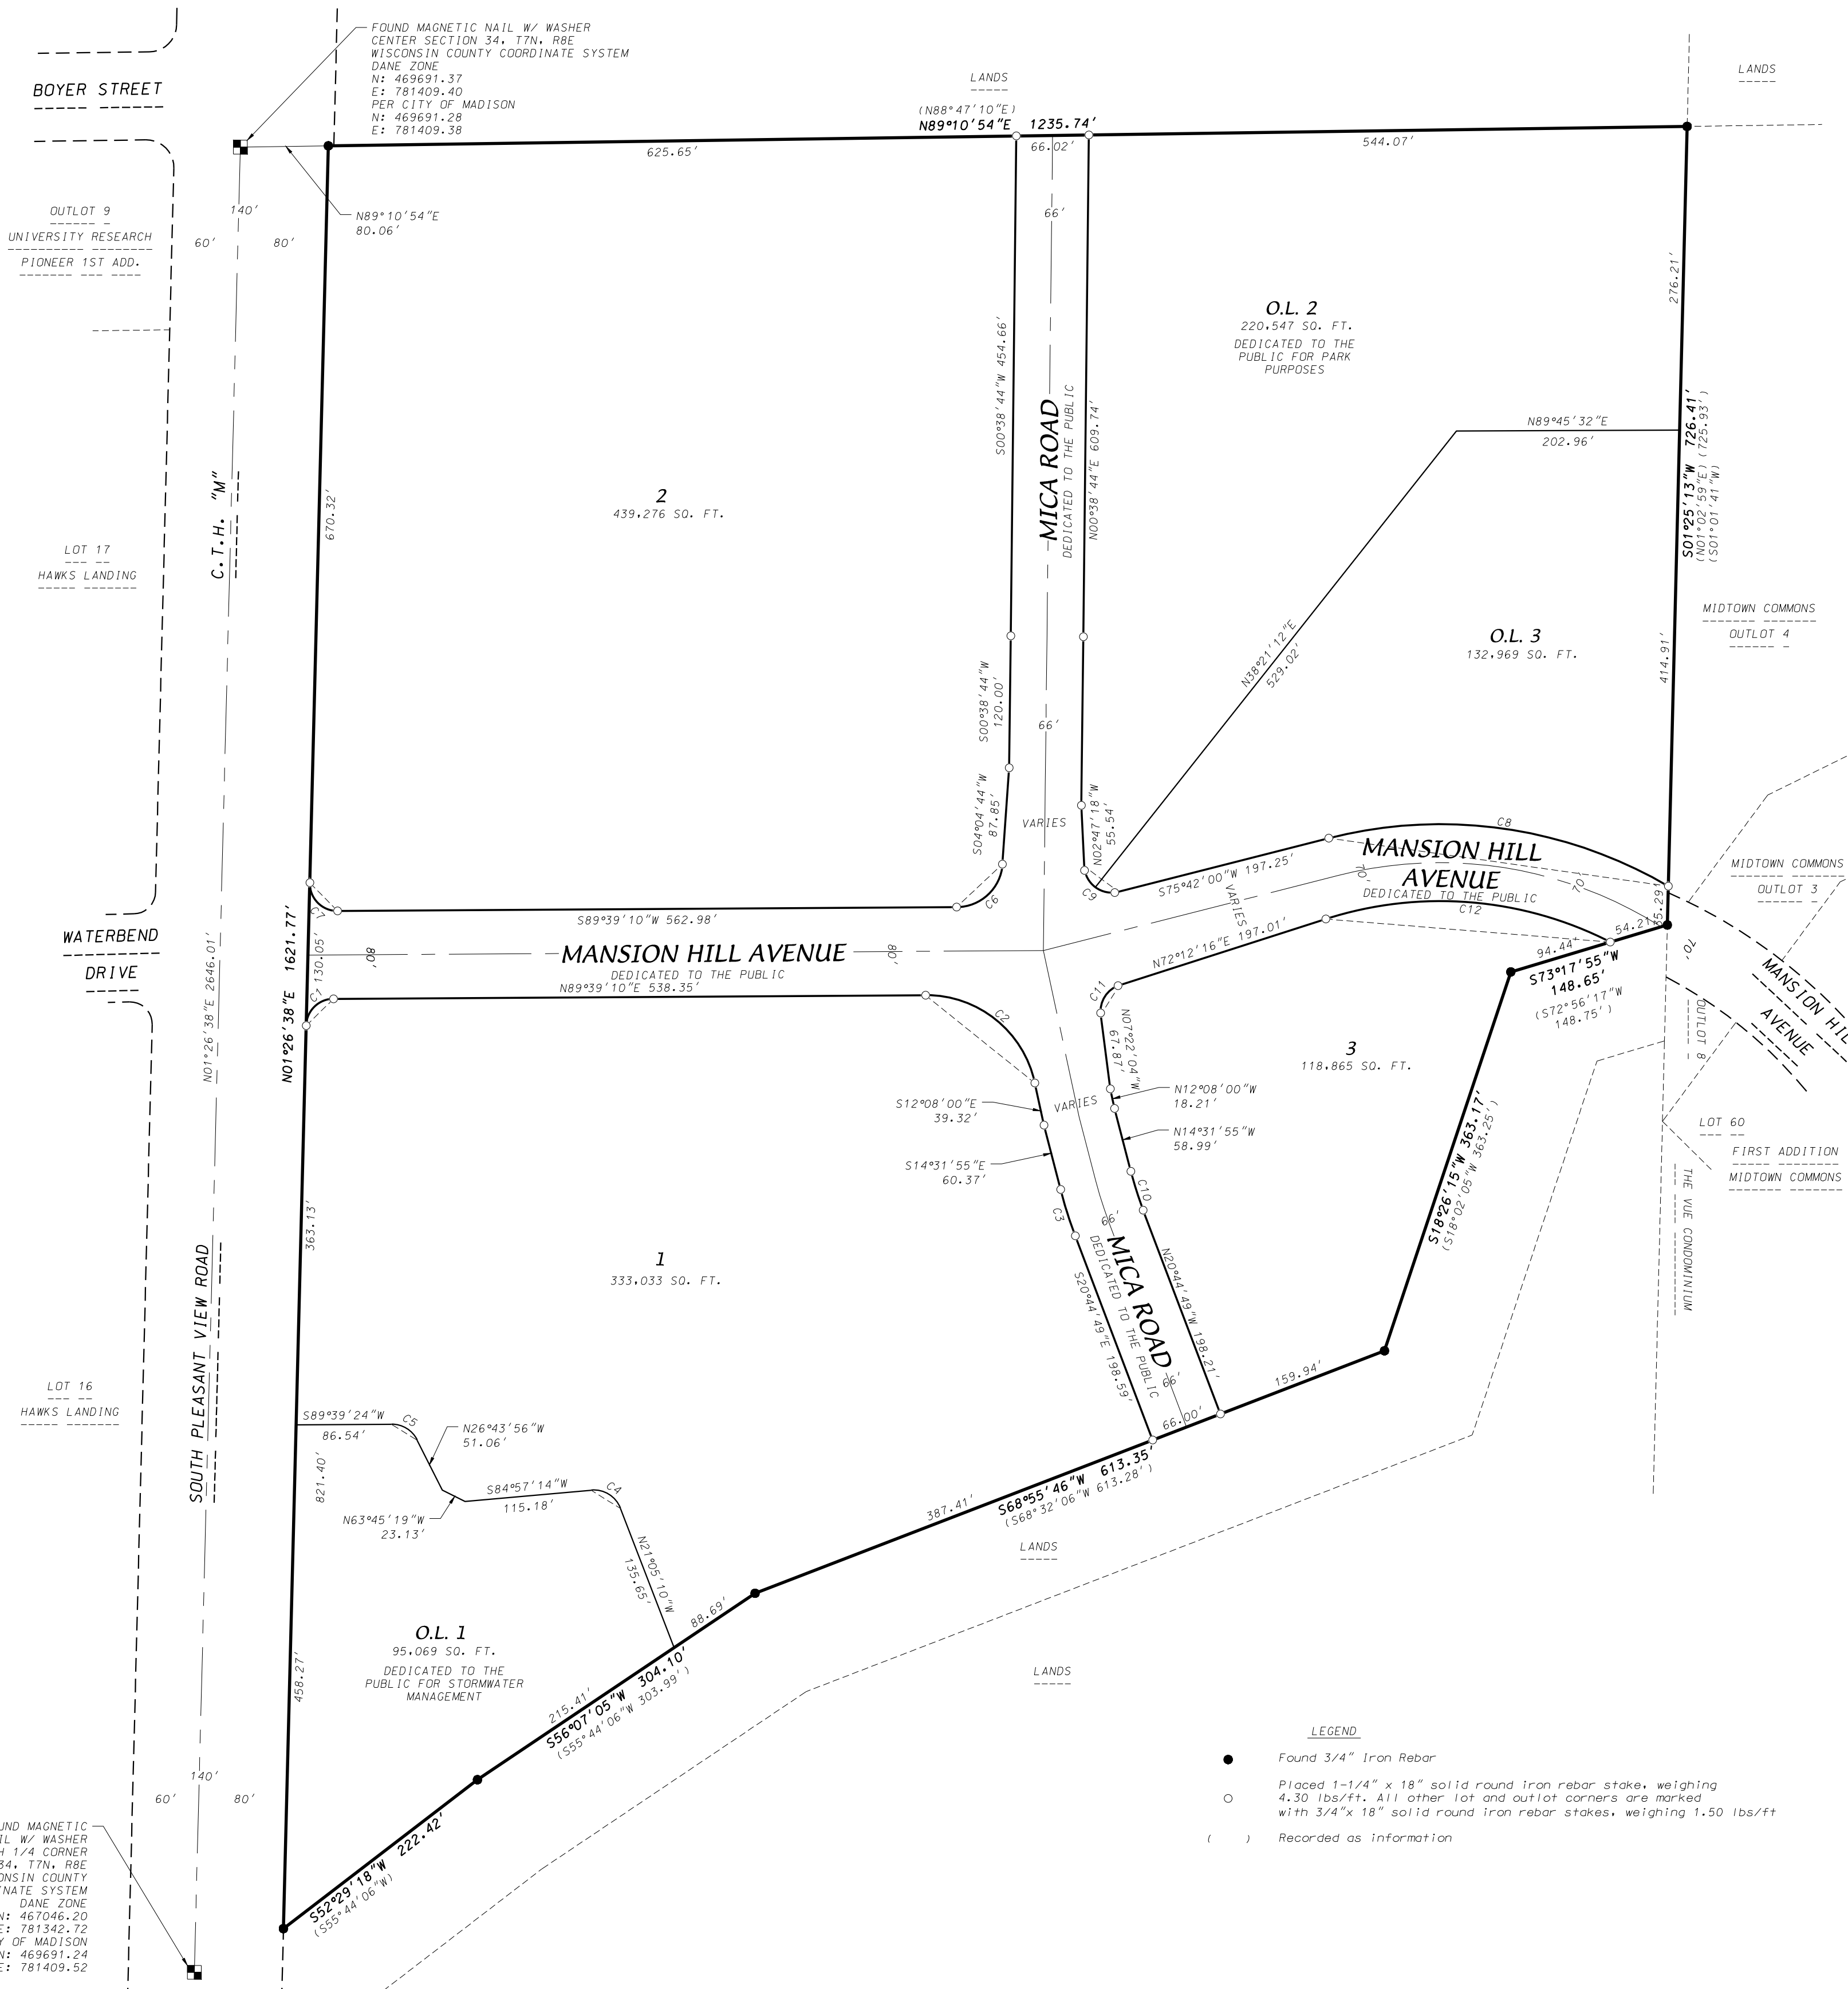 FOUND MAGNETIC NAIL W/ WASHER
CENTER SECTION 34, T7N, R8E
WISCONSIN COUNTY COORDINATE SYSTEM
DANE ZONE
N: 469691.37
E: 781409.40
PER CITY OF MADISON
N: 469691.28
E: 781409.38
BOYER STREET
LANDS
LANDS
(N88°47'10"E)
N89°10'54"E 1235.74'
625.65'
66.02'
544.07'
N89°10'54"E
80.06'
140'
60'
80'
OUTLOT 9
UNIVERSITY RESEARCH
PIONEER 1ST ADD.
66'
276.21'
O.L. 2
220,547 SQ. FT.
DEDICATED TO THE
PUBLIC FOR PARK
PURPOSES
S00°38'44"W 454.66'
MICA ROAD
DEDICATED TO THE PUBLIC
N00°38'44"E 609.74'
N89°45'32"E
202.96'
S01°25'13"W 726.41'
(N01°02'59"E) (725.93')
(S01°01'41"W)
2
439,276 SQ. FT.
670.32'
C.T.H. "M"
LOT 17
HAWKS LANDING
MIDTOWN COMMONS
OUTLOT 4
O.L. 3
132,969 SQ. FT.
414.91'
N38°21'12"E
529.02'
S00°38'44"W
120.00'
66'
S04°04'44"W
87.85'
VARIES
N02°47'18"W
55.54'
C8
C9
S75°42'00"W 197.25'
MANSION HILL
AVENUE
DEDICATED TO THE PUBLIC
70'
70'
VARIES
C12
N72°12'16"E 197.01'
MIDTOWN COMMONS
OUTLOT 3
35.29'
54.21'
94.44'
S73°17'55"W
148.65'
(S72°56'17"W
148.75')
70'
MANSION HILL
AVENUE
OUTLOT 8
C7
C6
S89°39'10"W 562.98'
MANSION HILL AVENUE
DEDICATED TO THE PUBLIC
80'
80'
N89°39'10"E 538.35'
130.05'
C1
C2
C11
WATERBEND
DRIVE
N01°26'38"E 2646.01'
N01°26'38"E 1621.77'
N07°22'04"W
67.87'
3
118,865 SQ. FT.
S12°08'00"E
39.32'
VARIES
N12°08'00"W
18.21'
N14°31'55"W
58.99'
S14°31'55"E
60.37'
C3
C10
S18°26'15"W 363.17'
(S18°02'05"W 363.25')
LOT 60
FIRST ADDITION
MIDTOWN COMMONS
THE VUE CONDOMINIUM
363.13'
1
333,033 SQ. FT.
66'
MICA ROAD
DEDICATED TO THE PUBLIC
S20°44'49"E 198.59'
N20°44'49"W 198.21'
66'
66.00'
159.94'
SOUTH PLEASANT VIEW ROAD
LOT 16
HAWKS LANDING
S89°39'24"W
86.54'
C5
N26°43'56"W
51.06'
821.40'
S84°57'14"W
115.18'
C4
N63°45'19"W
23.13'
N21°05'10"W
135.65'
387.41'
S68°55'46"W 613.35'
(S68°32'06"W 613.28')
LANDS
88.69'
O.L. 1
95,069 SQ. FT.
DEDICATED TO THE
PUBLIC FOR STORMWATER
MANAGEMENT
458.27'
215.41'
S56°07'05"W 304.10'
(S55°44'06"W 303.99')
LANDS
S52°29'18"W 222.42'
(S55°44'06"W)
140'
60'
80'
UND MAGNETIC
IL W/ WASHER
H 1/4 CORNER
34, T7N, R8E
ONSIN COUNTY
INATE SYSTEM
DANE ZONE
N: 467046.20
E: 781342.72
Y OF MADISON
N: 469691.24
E: 781409.52
LEGEND
Found 3/4" Iron Rebar
Placed 1-1/4" x 18" solid round iron rebar stake, weighing
4.30 lbs/ft. All other lot and outlot corners are marked
with 3/4"x 18" solid round iron rebar stakes, weighing 1.50 lbs/ft
( ) Recorded as information